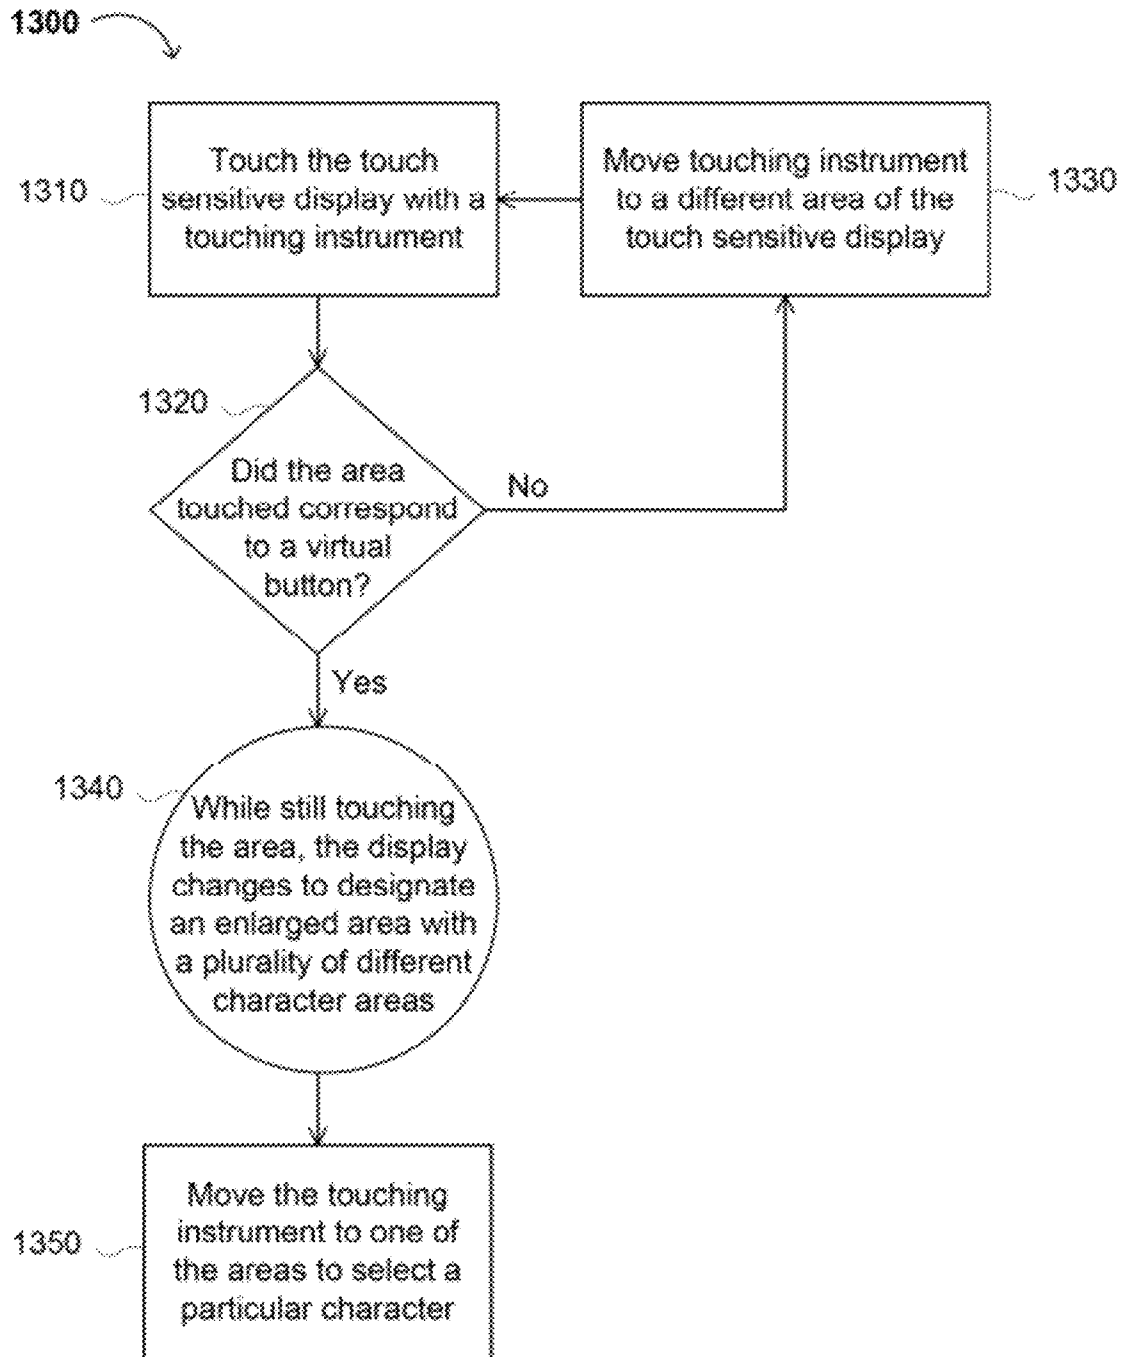 1300
1310
Touch the touch
sensitive display with a
touching instrument
Move touching instrument
to a different area of the
touch sensitive display
1330
1320
Did the area
touched correspond
to a virtual
button?
No
Yes
1340
While still touching
the area, the display
changes to designate
an enlarged area with
a plurality of different
character areas
1350
Move the touching
instrument to one of
the areas to select a
particular character